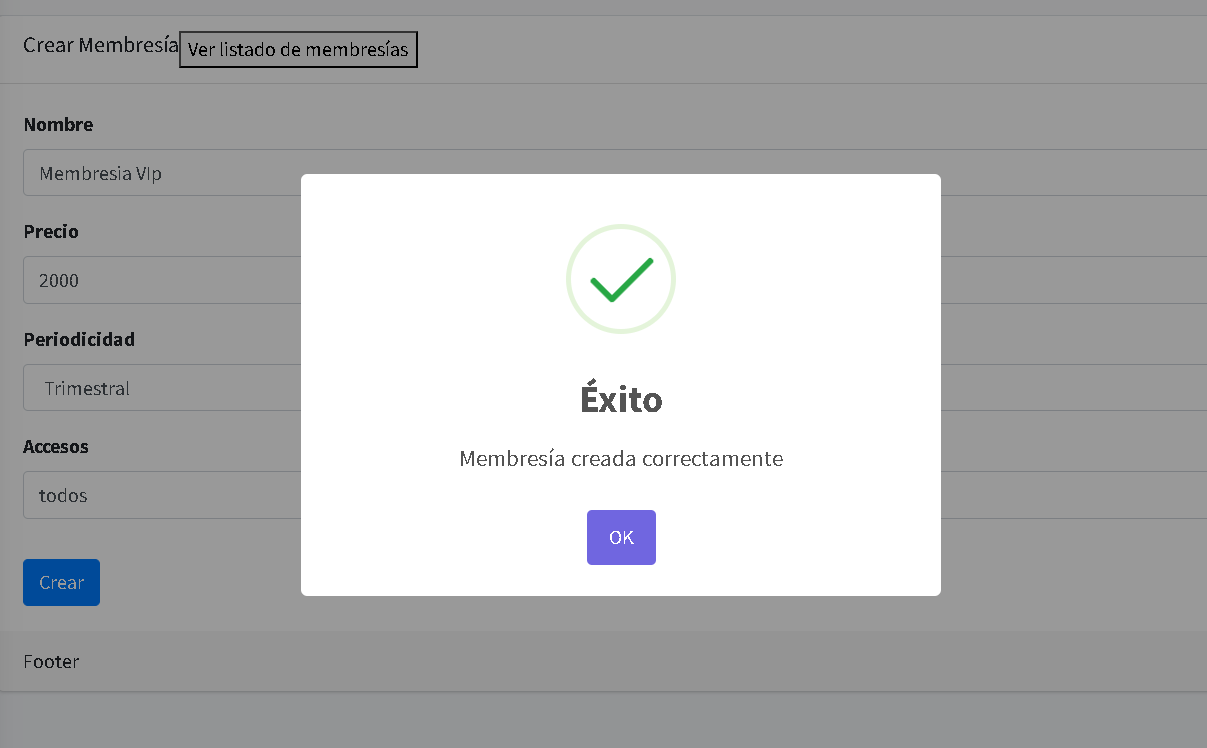 Crear Membresía Ver listado de membresías
Nombre
Membresia VIp
Precio
2000
Periodicidad
Trimestral
Accesos
todos
Crear
Footer
Éxito
Membresía creada correctamente
OK